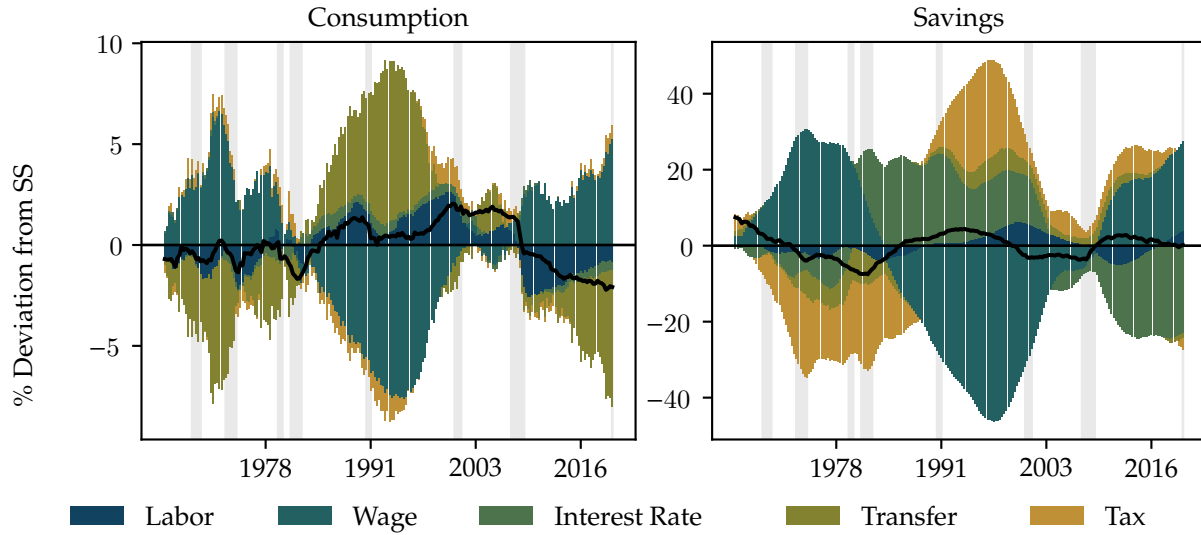 Consumption
Savings
% Deviation from SS
10
5
0
−5
40
20
0
−20
−40
1978
1991
2003
2016
1978
1991
2003
2016
Labor
Wage
Interest Rate
Transfer
Tax